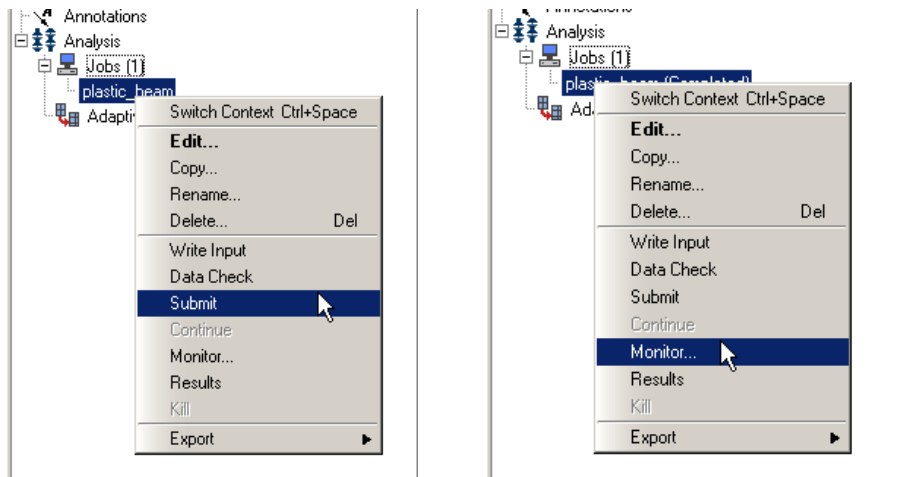 Annotations
Analysis
Jobs (1)
plastic_beam
Switch Context Ctrl+Space
Edit...
Copy...
Rename...
Delete... Del
Write Input
Data Check
Submit
Continue
Monitor...
Results
Kill
Export
Analysis
Jobs (1)
Switch Context Ctrl+Space
Edit...
Copy...
Rename...
Delete... Del
Write Input
Data Check
Submit
Continue
Monitor...
Results
Kill
Export